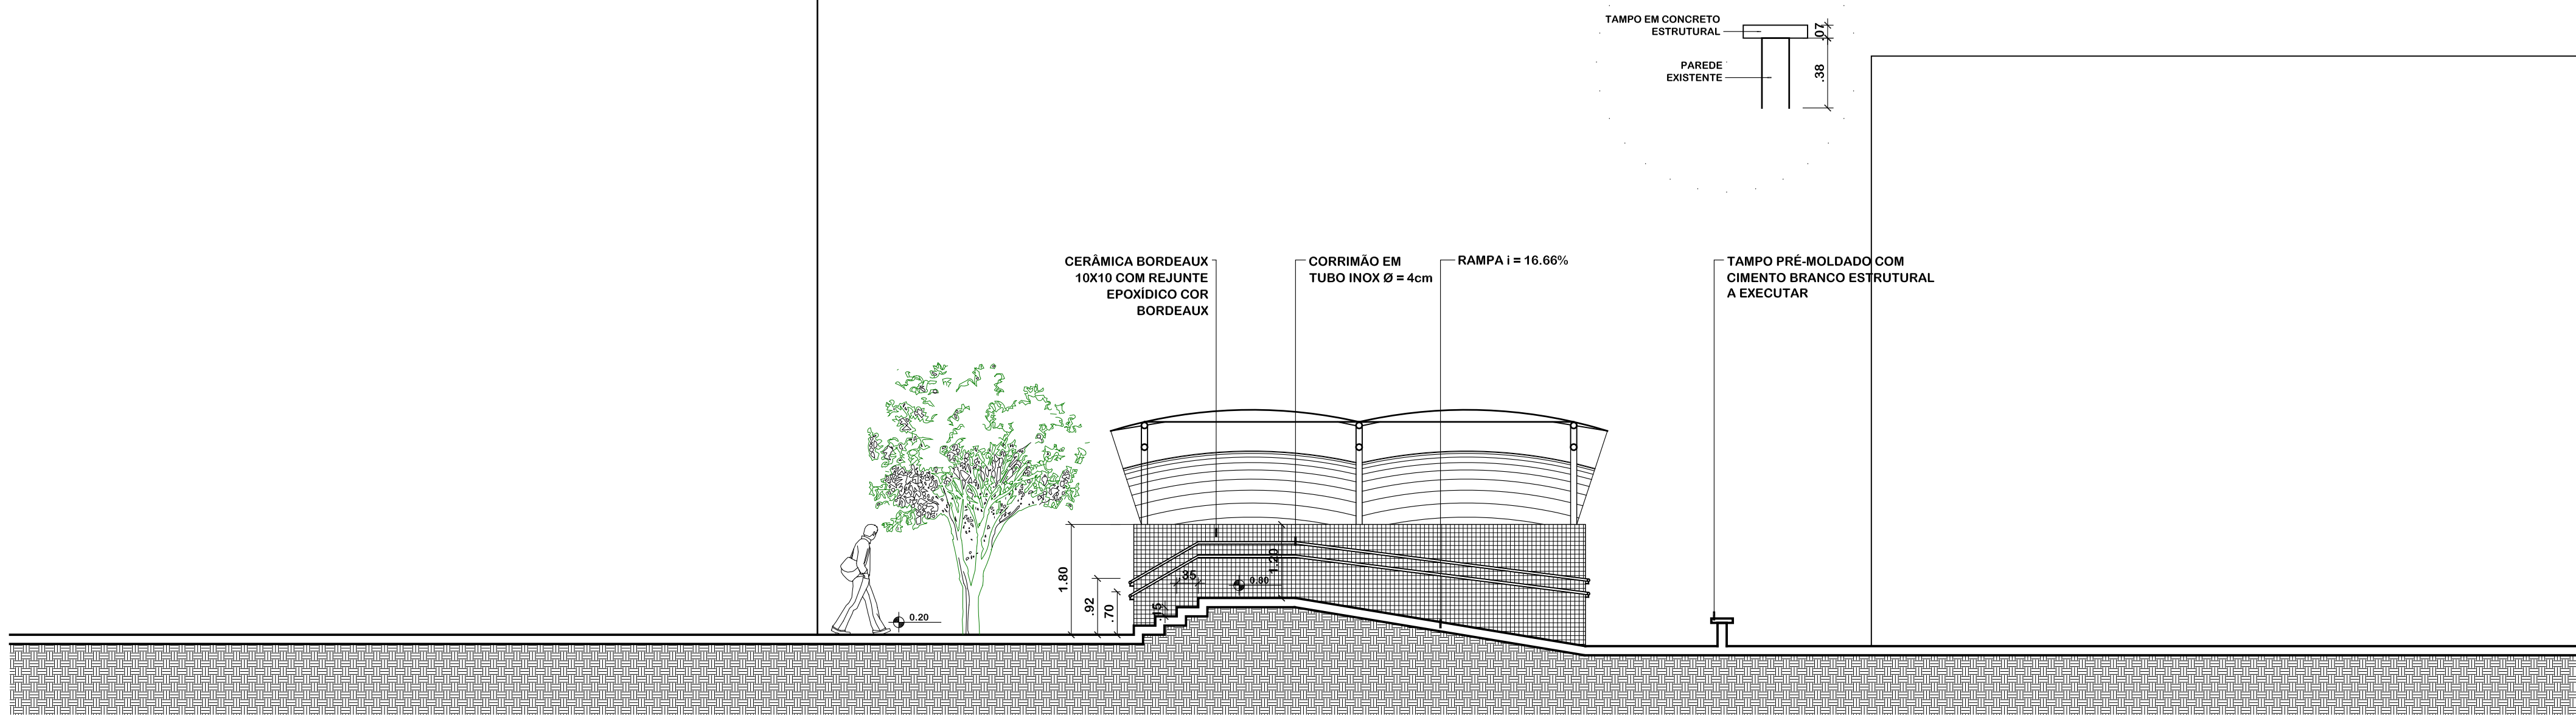 TAMPO EM CONCRETO
ESTRUTURAL
.07
PAREDE
EXISTENTE
.38
CERÂMICA BORDEAUX
10X10 COM REJUNTE
EPOXÍDICO COR
BORDEAUX
CORRIMÃO EM
TUBO INOX Ø = 4cm
RAMPA i = 16.66%
TAMPO PRÉ-MOLDADO COM
CIMENTO BRANCO ESTRUTURAL
A EXECUTAR
1.80
.92
.70
.15
.35
0.80
1.20
0.20